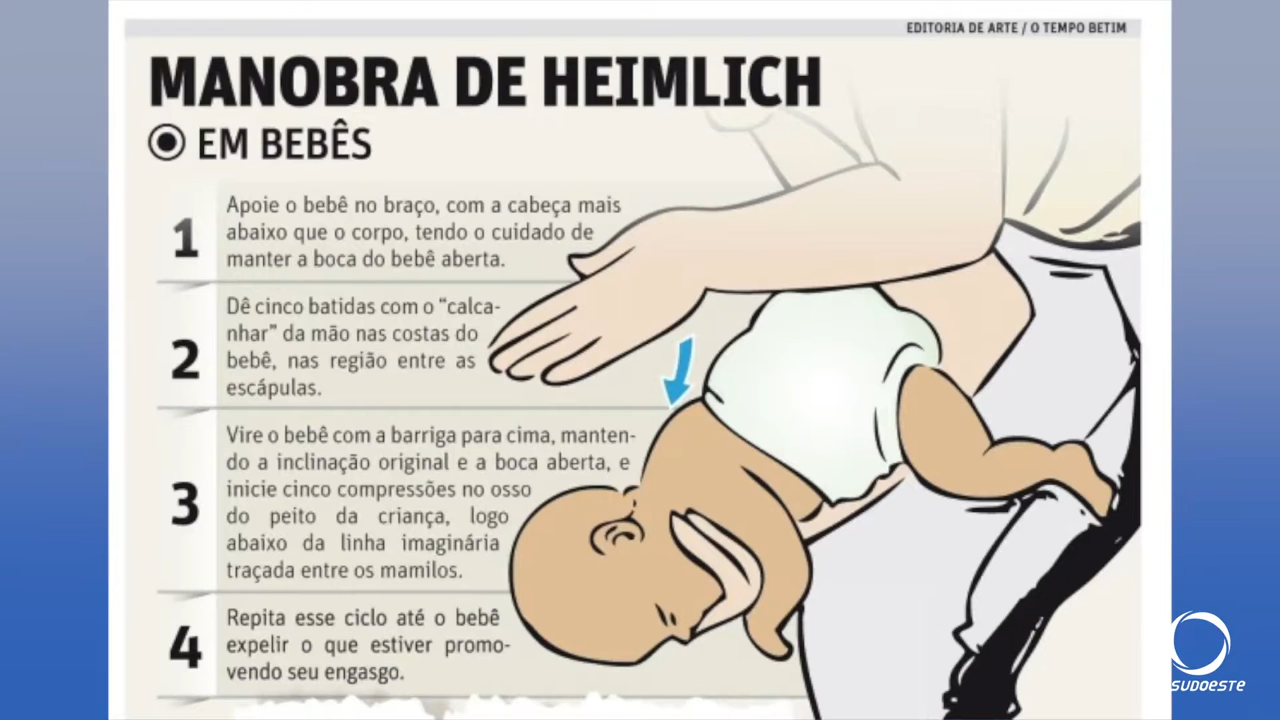 EDITORIA DE ARTE / O TEMPO BETIM
MANOBRA DE HEIMLICH
EM BEBÊS
1
Apoie o bebê no braço, com a cabeça mais
abaixo que o corpo, tendo o cuidado de
manter a boca do bebê aberta.
2
Dê cinco batidas com o “calca-
nhar” da mão nas costas do
bebê, nas região entre as
escápulas.
3
Vire o bebê com a barriga para cima, manten-
do a inclinação original e a boca aberta, e
inicie cinco compressões no osso
do peito da criança, logo
abaixo da linha imaginária
traçada entre os mamilos.
4
Repita esse ciclo até o bebê
expelir o que estiver promo-
vendo seu engasgo.
SUDOESTE